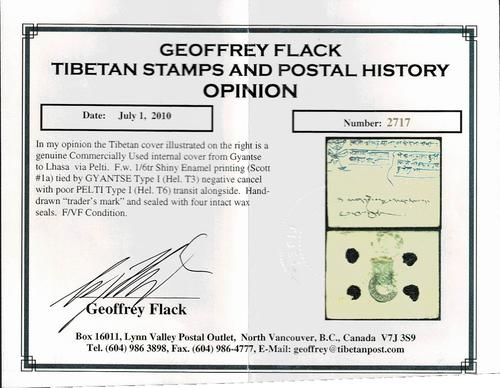 GEOFFREY FLACK
TIBETAN STAMPS AND POSTAL HISTORY
OPINION
Date: July 1, 2010
Number: 2717
In my opinion the Tibetan cover illustrated on the right is a
genuine Commercially Used internal cover from Gyantse
to Lhasa via Pelti. F.w. 1/6tr Shiny Enamel printing (Scott
#1a) tied by GYANTSE Type I (Hel. T3) negative cancel
with poor PELTI Type I (Hel. T6) transit alongside. Hand-
drawn "trader's mark" and sealed with four intact wax
seals. F/VF Condition.
Geoffrey Flack
Box 16011, Lynn Valley Postal Outlet, North Vancouver, B.C., Canada V7J 3S9
Tel. (604) 986 3898, Fax. (604) 986-4777, E-Mail: geoffrey@tibetanpost.com